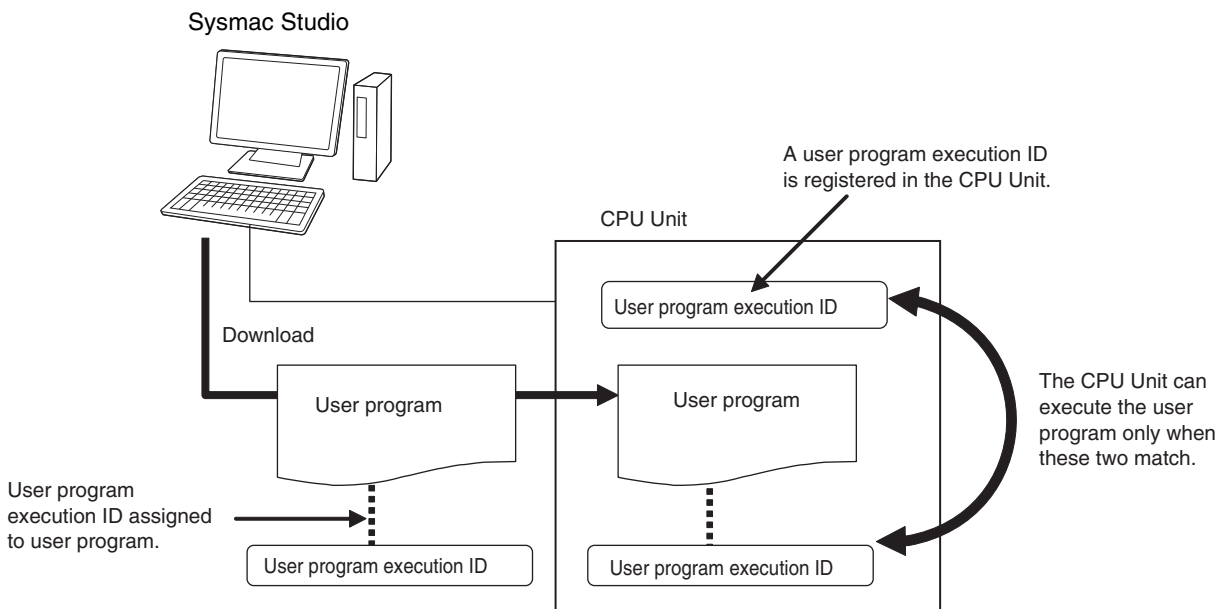 Sysmac Studio
A user program execution ID
is registered in the CPU Unit.
CPU Unit
User program execution ID
Download
User program
User program
The CPU Unit can
execute the user
program only when
these two match.
User program
execution ID assigned
to user program.
User program execution ID
User program execution ID